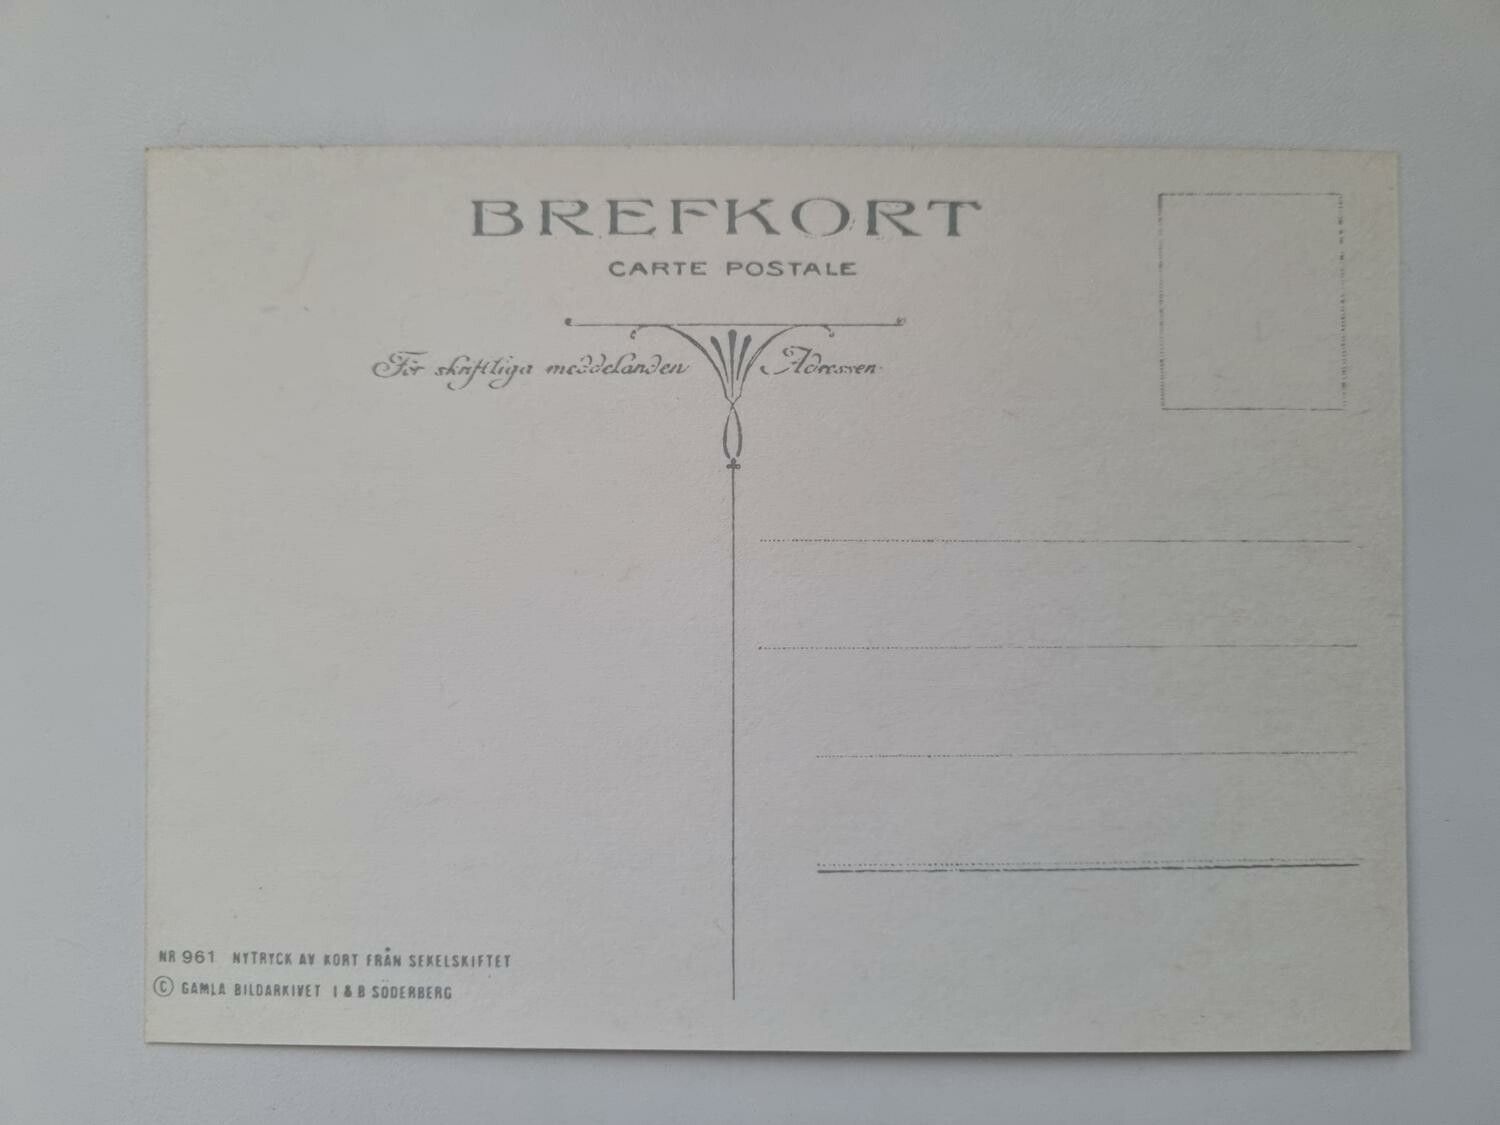 BREFKORT
CARTE POSTALE
För skriftliga meddelanden Adressen
NR 961 NYTRYCK AV KORT FRÅN SEKELSKIFTET
© GAMLA BILDARKIVET I & B SÖDERBERG